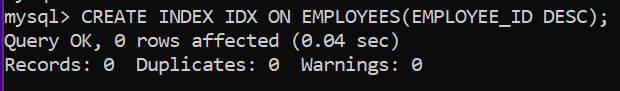 mysql> CREATE INDEX IDX ON EMPLOYEES(EMPLOYEE_ID DESC);
Query OK, 0 rows affected (0.04 sec)
Records: 0  Duplicates: 0  Warnings: 0